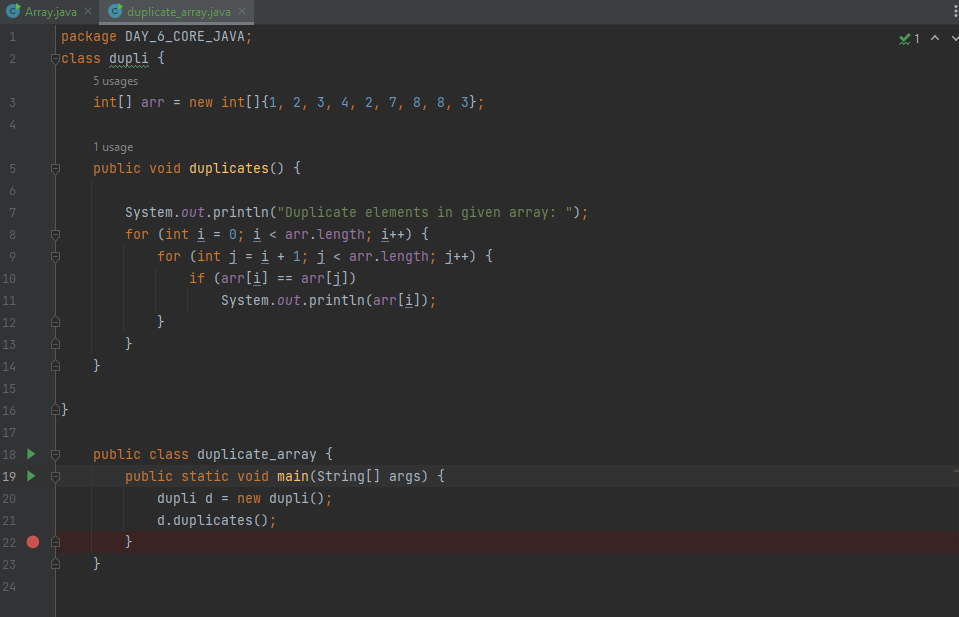 Array.java duplicate_array.java
1 package DAY_6_CORE_JAVA; 1
2 class dupli {
5 usages
3 int[] arr = new int[]{1, 2, 3, 4, 2, 7, 8, 8, 3};
4
1 usage
5 public void duplicates() {
6
7 System.out.println("Duplicate elements in given array: ");
8 for (int i = 0; i < arr.length; i++) {
9 for (int j = i + 1; j < arr.length; j++) {
10 if (arr[i] == arr[j])
11 System.out.println(arr[i]);
12 }
13 }
14 }
15
16 }
17
18 public class duplicate_array {
19 public static void main(String[] args) {
20 dupli d = new dupli();
21 d.duplicates();
22 }
23 }
24